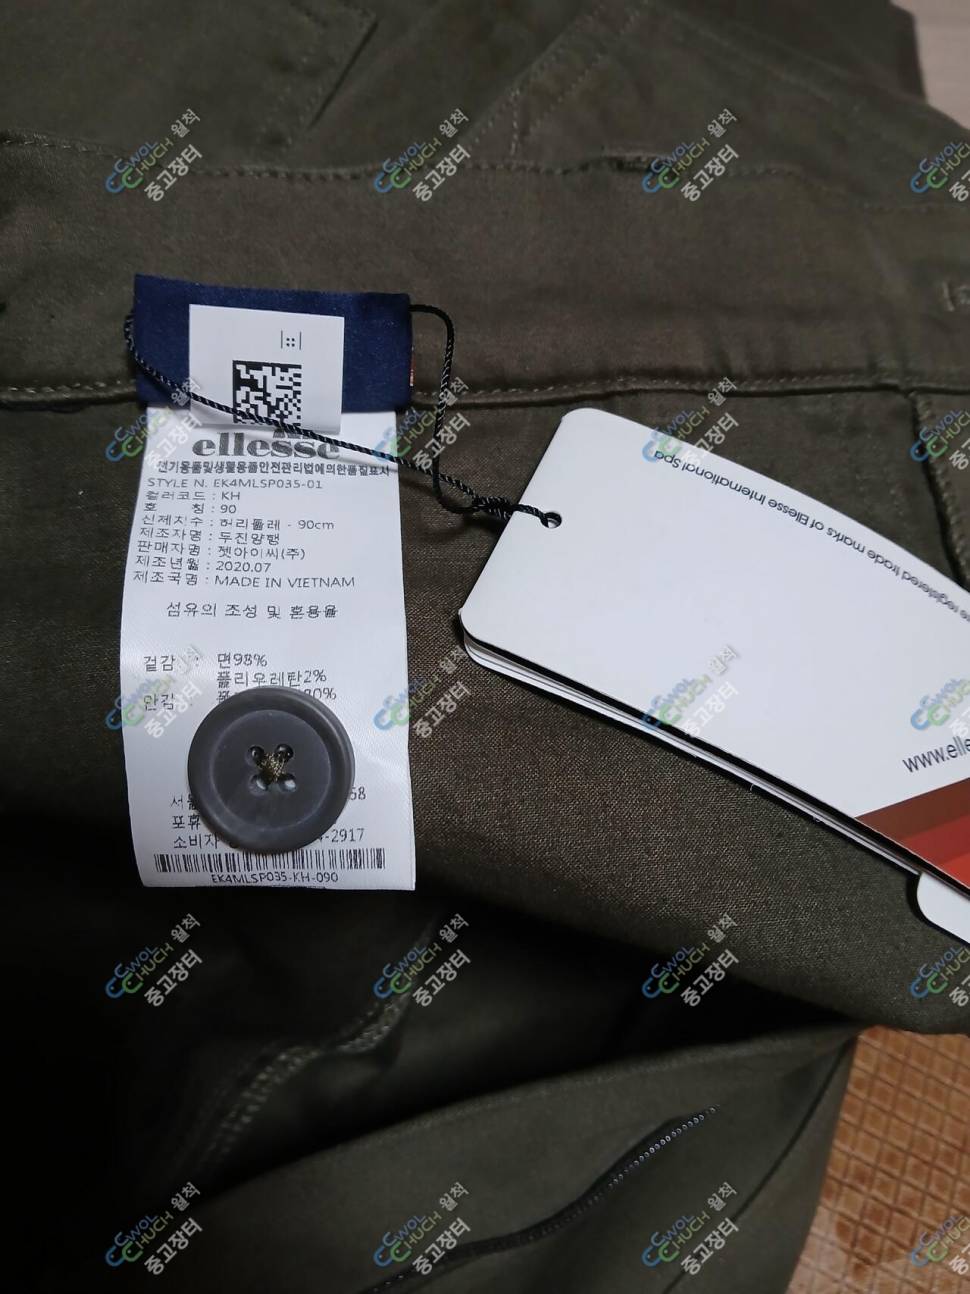 ellesse
전기용품및생활용품안전관리법에의한품질표시
STYLE N. EK4MLSP035-01
컬러코드 : KH
호 칭 : 90
신체치수 : 허리둘레 - 90cm
제조자명 : 두진양행
판매자명 : 젯아이씨(주)
제조년월 : 2020.07
제조국명 : MADE IN VIETNAM
섬유의 조성 및 혼용율
겉감 : 면98%
폴리우레탄2%
안감 :
58
소비자
-2917
EK4MLSP035-KH-090
registered trade marks of Ellesse International Spa
www.elle
CWOL CHUCH 월척 중고장터